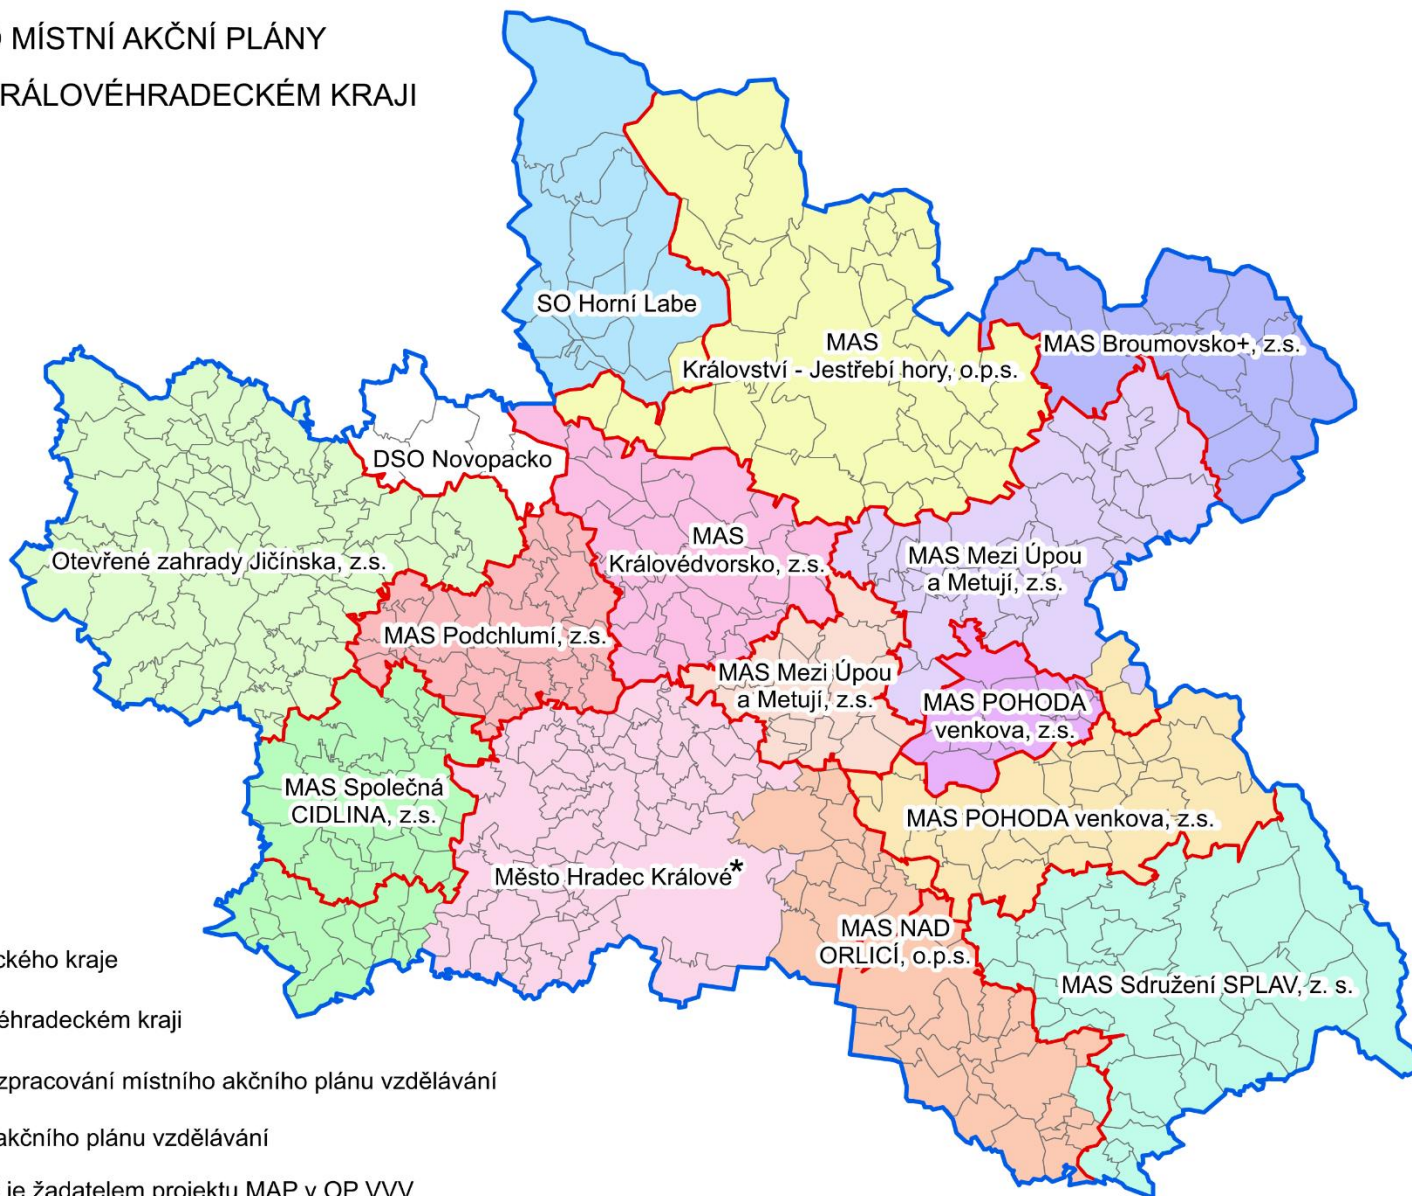 MÍSTNÍ AKČNÍ PLÁNY
KRÁLOVÉHRADECKÉM KRAJI
SO Horní Labe
MAS
Království - Jestřebí hory, o.p.s.
MAS Broumovsko+, z.s.
DSO Novopacko
Otevřené zahrady Jičínska, z.s.
MAS
Královédvorsko, z.s.
MAS Mezi Úpou
a Metují, z.s.
MAS Podchlumí, z.s.
MAS Mezi Úpou
a Metují, z.s.
MAS POHODA
venkova, z.s.
MAS Společná
CIDLINA, z.s.
MAS POHODA venkova, z.s.
Město Hradec Králové*
MAS NAD
ORLICÍ, o.p.s.
MAS Sdružení SPLAV, z. s.
ckého kraje
éhradeckém kraji
zpracování místního akčního plánu vzdělávání
akčního plánu vzdělávání
je žadatelem projektu MAP v OP VVV